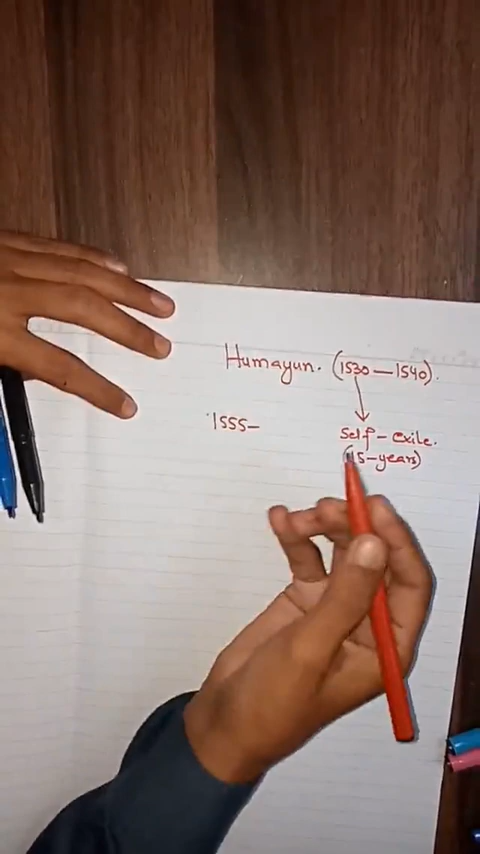 Humayun. (1530 — 1540).
1555-
Self-exile.
(15-years)